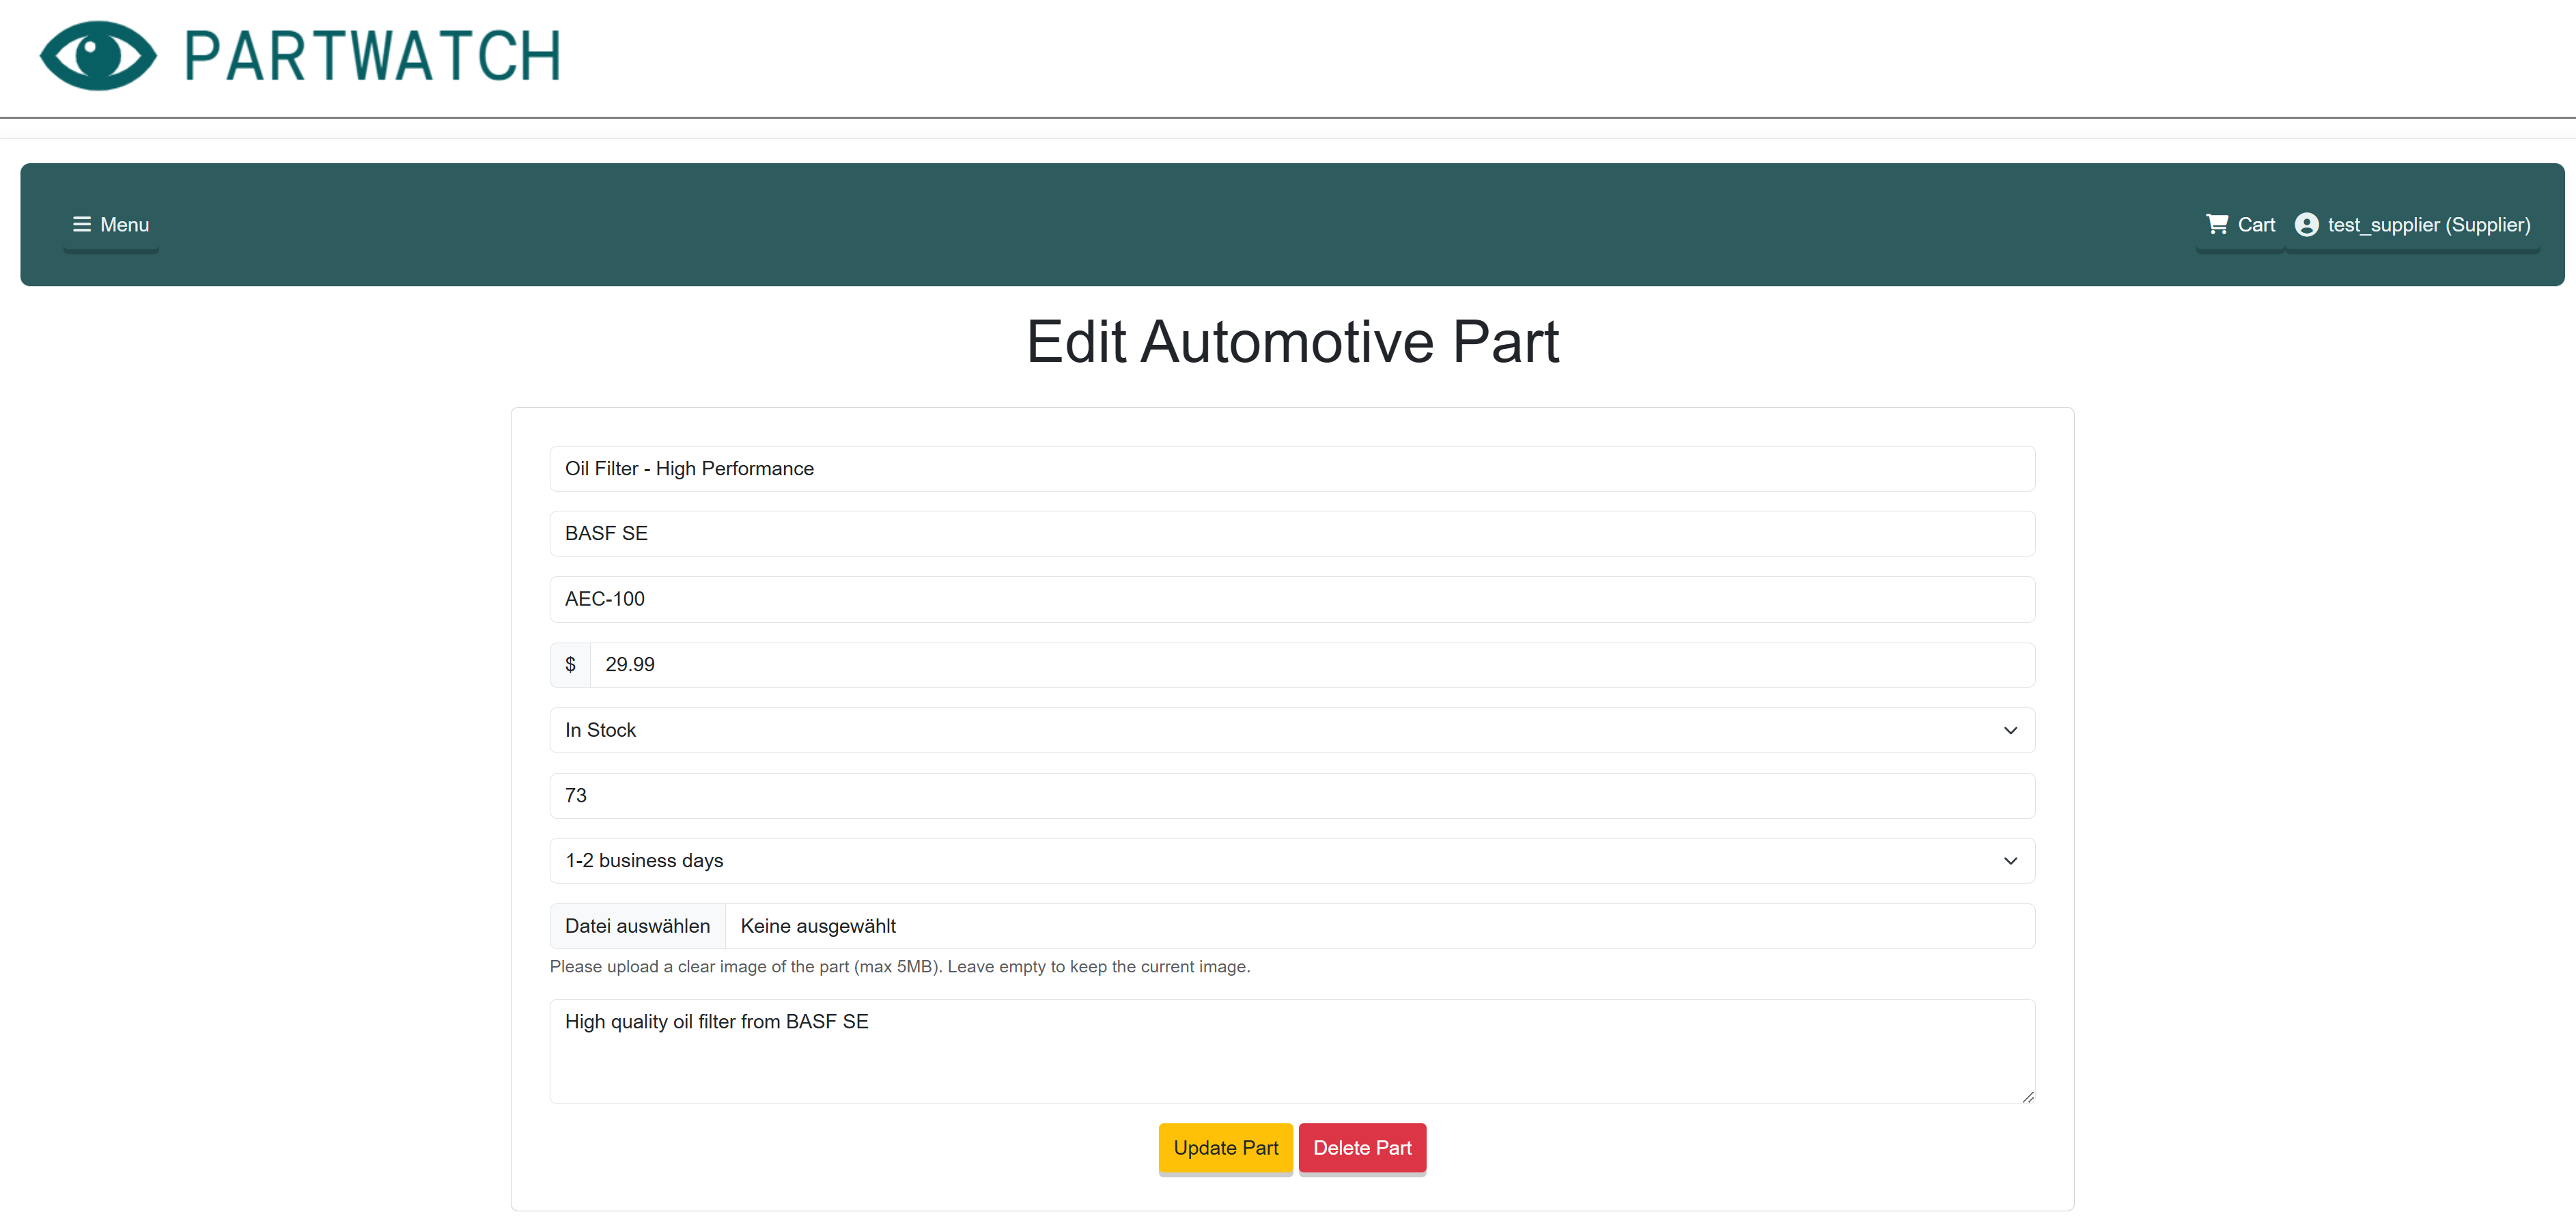 PARTWATCH
Menu
Cart test_supplier (Supplier)
Edit Automotive Part
Oil Filter - High Performance
BASF SE
AEC-100
$ 29.99
In Stock
73
1-2 business days
Datei auswählen Keine ausgewählt
Please upload a clear image of the part (max 5MB). Leave empty to keep the current image.
High quality oil filter from BASF SE
Update Part Delete Part